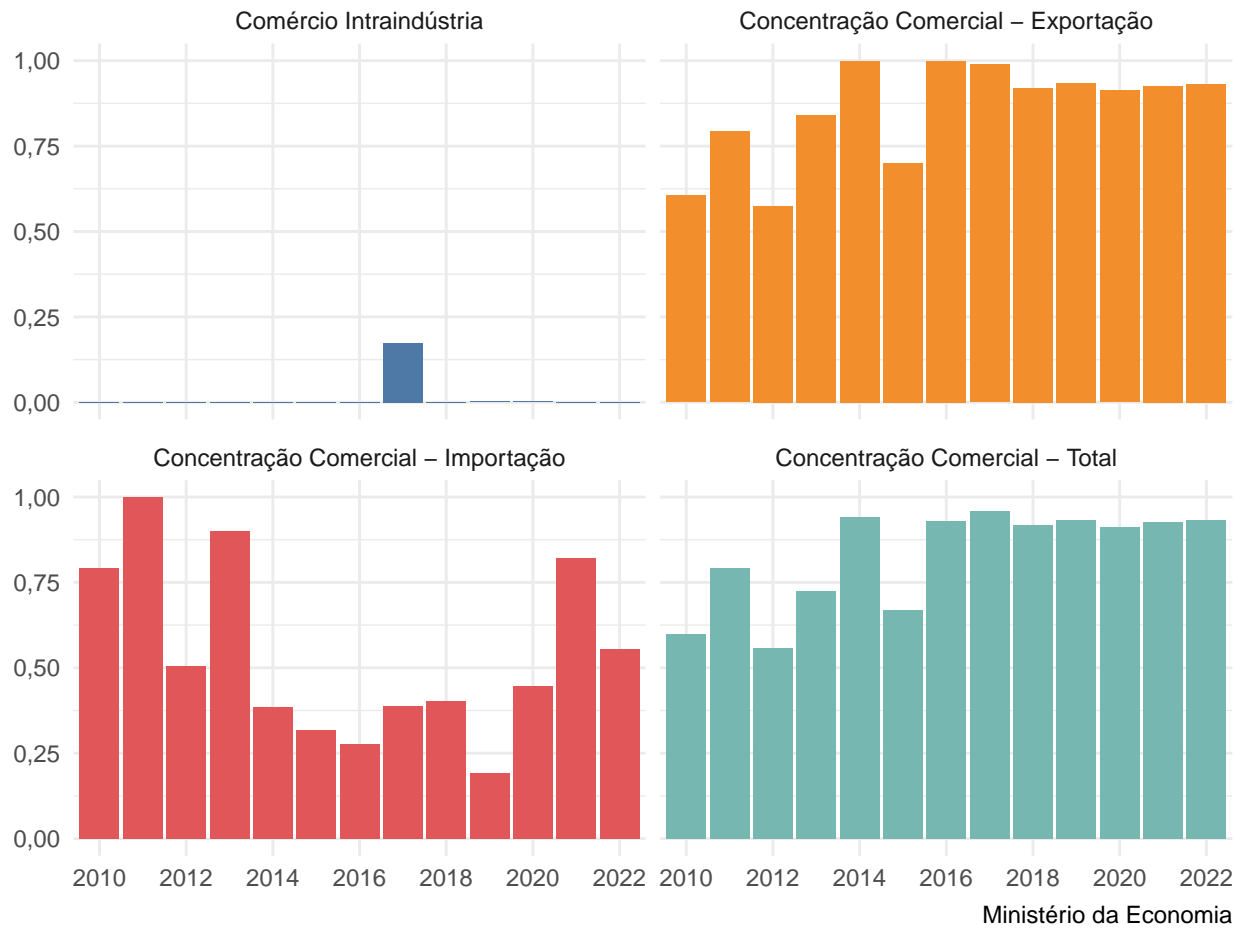 Comércio Intraindústria
Concentração Comercial – Exportação
1,00
0,75
0,50
0,25
0,00
Concentração Comercial – Importação
Concentração Comercial – Total
1,00
0,75
0,50
0,25
0,00
2010 2012 2014 2016 2018 2020 2022
2010 2012 2014 2016 2018 2020 2022
Ministério da Economia